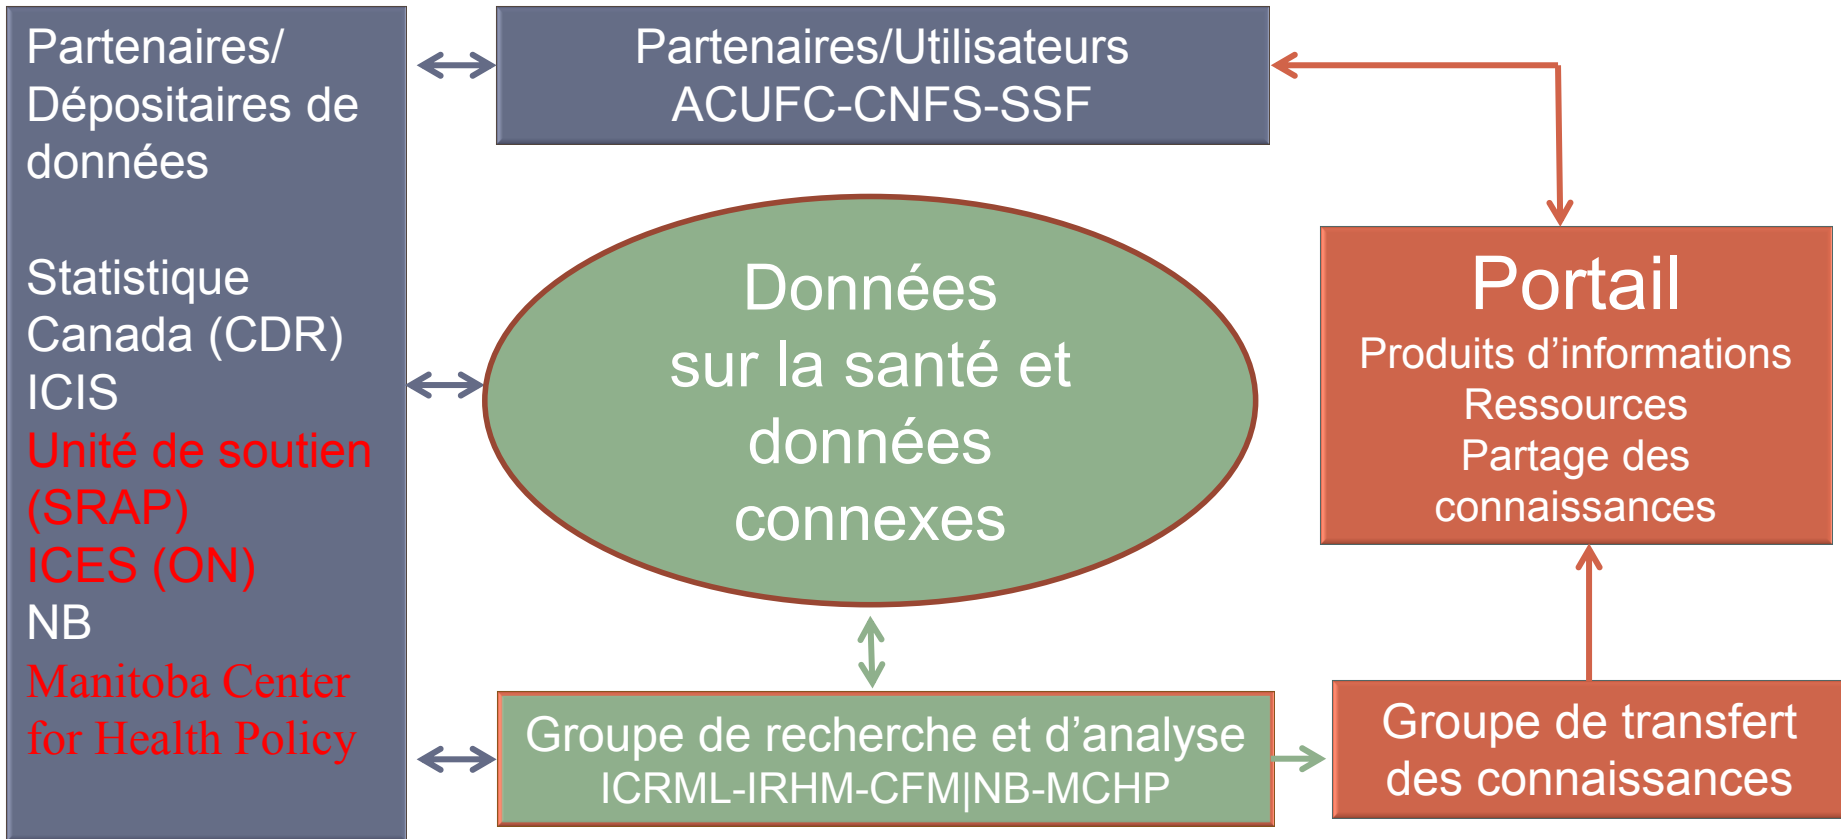 Partenaires/
Dépositaires de
données
Statistique
Canada (CDR)
ICIS
Unité de soutien
(SRAP)
ICES (ON)
NB
Manitoba Center
for Health Policy
Partenaires/Utilisateurs
ACUFC-CNFS-SSF
Données
sur la santé et
données
connexes
Groupe de recherche et d’analyse
ICRML-IRHM-CFM|NB-MCHP
Portail
Produits d’informations
Ressources
Partage des
connaissances
Groupe de transfert
des connaissances